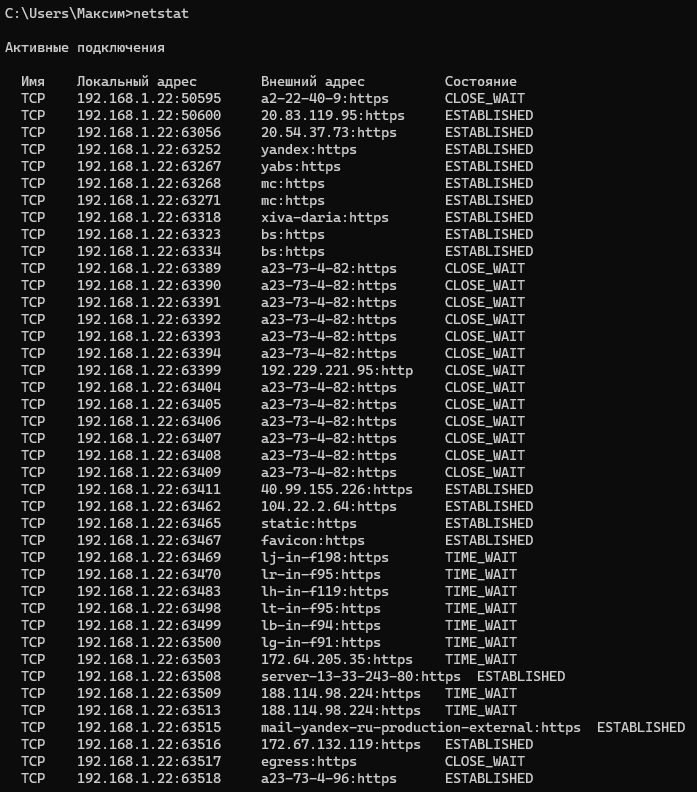 C:\Users\Максим>netstat
Активные подключения
Имя Локальный адрес Внешний адрес Состояние
TCP 192.168.1.22:50595 a2-22-40-9:https CLOSE_WAIT
TCP 192.168.1.22:50600 20.83.119.95:https ESTABLISHED
TCP 192.168.1.22:63056 20.54.37.73:https ESTABLISHED
TCP 192.168.1.22:63252 yandex:https ESTABLISHED
TCP 192.168.1.22:63267 yabs:https ESTABLISHED
TCP 192.168.1.22:63268 mc:https ESTABLISHED
TCP 192.168.1.22:63271 mc:https ESTABLISHED
TCP 192.168.1.22:63318 xiva-daria:https ESTABLISHED
TCP 192.168.1.22:63323 bs:https ESTABLISHED
TCP 192.168.1.22:63334 bs:https ESTABLISHED
TCP 192.168.1.22:63389 a23-73-4-82:https CLOSE_WAIT
TCP 192.168.1.22:63390 a23-73-4-82:https CLOSE_WAIT
TCP 192.168.1.22:63391 a23-73-4-82:https CLOSE_WAIT
TCP 192.168.1.22:63392 a23-73-4-82:https CLOSE_WAIT
TCP 192.168.1.22:63393 a23-73-4-82:https CLOSE_WAIT
TCP 192.168.1.22:63394 a23-73-4-82:https CLOSE_WAIT
TCP 192.168.1.22:63399 192.229.221.95:http CLOSE_WAIT
TCP 192.168.1.22:63404 a23-73-4-82:https CLOSE_WAIT
TCP 192.168.1.22:63405 a23-73-4-82:https CLOSE_WAIT
TCP 192.168.1.22:63406 a23-73-4-82:https CLOSE_WAIT
TCP 192.168.1.22:63407 a23-73-4-82:https CLOSE_WAIT
TCP 192.168.1.22:63408 a23-73-4-82:https CLOSE_WAIT
TCP 192.168.1.22:63409 a23-73-4-82:https CLOSE_WAIT
TCP 192.168.1.22:63411 40.99.155.226:https ESTABLISHED
TCP 192.168.1.22:63462 104.22.2.64:https ESTABLISHED
TCP 192.168.1.22:63465 static:https ESTABLISHED
TCP 192.168.1.22:63467 favicon:https ESTABLISHED
TCP 192.168.1.22:63469 lj-in-f198:https TIME_WAIT
TCP 192.168.1.22:63470 lr-in-f95:https TIME_WAIT
TCP 192.168.1.22:63483 lh-in-f119:https TIME_WAIT
TCP 192.168.1.22:63498 lt-in-f95:https TIME_WAIT
TCP 192.168.1.22:63499 lb-in-f94:https TIME_WAIT
TCP 192.168.1.22:63500 lg-in-f91:https TIME_WAIT
TCP 192.168.1.22:63503 172.64.205.35:https TIME_WAIT
TCP 192.168.1.22:63508 server-13-33-243-80:https ESTABLISHED
TCP 192.168.1.22:63509 188.114.98.224:https TIME_WAIT
TCP 192.168.1.22:63513 188.114.98.224:https TIME_WAIT
TCP 192.168.1.22:63515 mail-yandex-ru-production-external:https ESTABLISHED
TCP 192.168.1.22:63516 172.67.132.119:https ESTABLISHED
TCP 192.168.1.22:63517 egress:https CLOSE_WAIT
TCP 192.168.1.22:63518 a23-73-4-96:https ESTABLISHED